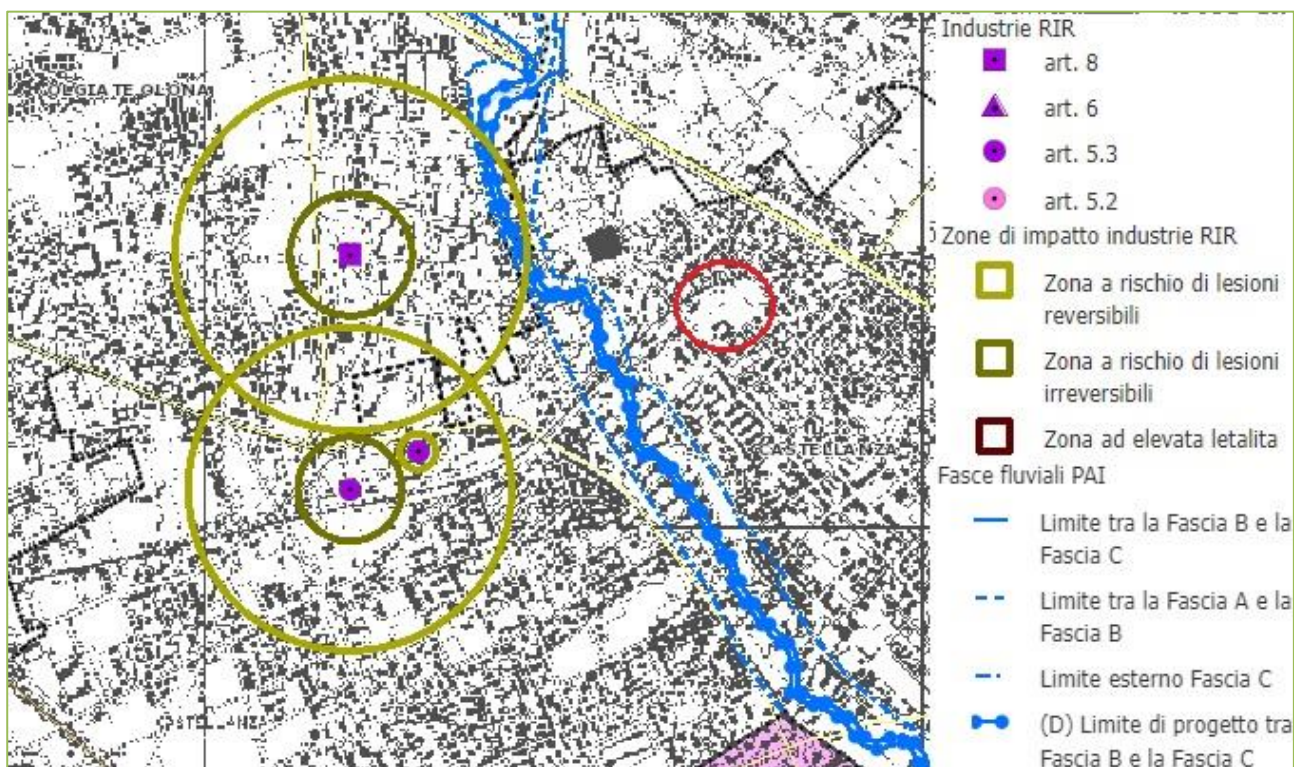 Industrie RIR
art. 8
art. 6
art. 5.3
art. 5.2
Zone di impatto industrie RIR
Zona a rischio di lesioni
reversibili
Zona a rischio di lesioni
irreversibili
Zona ad elevata letalita
Fasce fluviali PAI
Limite tra la Fascia B e la
Fascia C
Limite tra la Fascia A e la
Fascia B
Limite esterno Fascia C
(D) Limite di progetto tra
Fascia B e la Fascia C
OLGIATE OLONA
CASTELLANZA